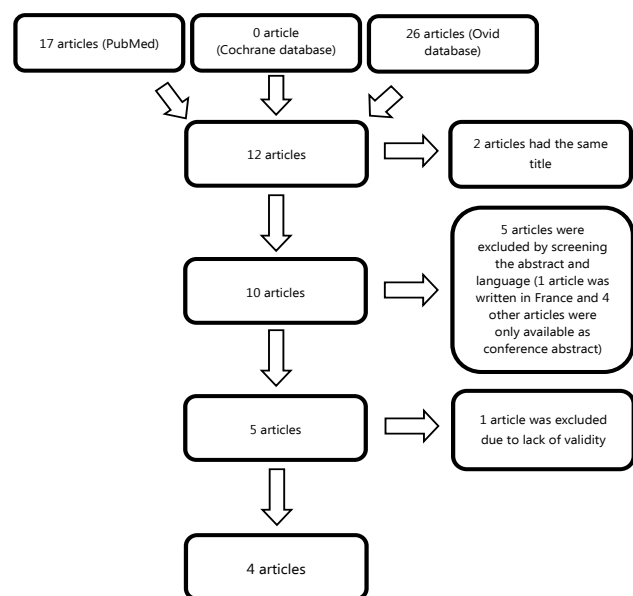 17 articles (PubMed)
0 article
(Cochrane database)
26 articles (Ovid
database)
12 articles
2 articles had the same
title
10 articles
5 articles were
excluded by screening
the abstract and
language (1 article was
written in France and 4
other articles were
only available as
conference abstract)
5 articles
1 article was excluded
due to lack of validity
4 articles